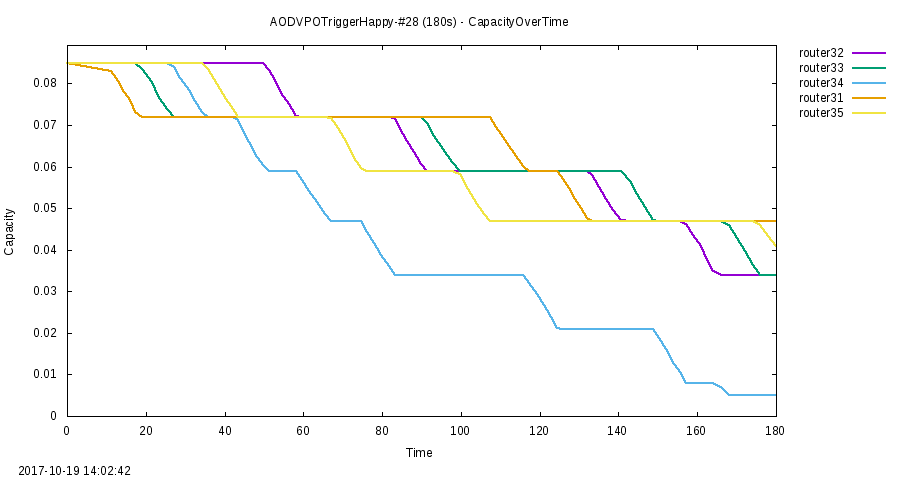 AODVPOTriggerHappy-#28 (180s) - CapacityOverTime
router32
router33
router34
router31
router35
0.08
0.07
0.06
0.05
0.04
0.03
0.02
0.01
0
Capacity
0 20 40 60 80 100 120 140 160 180
Time
2017-10-19 14:02:42